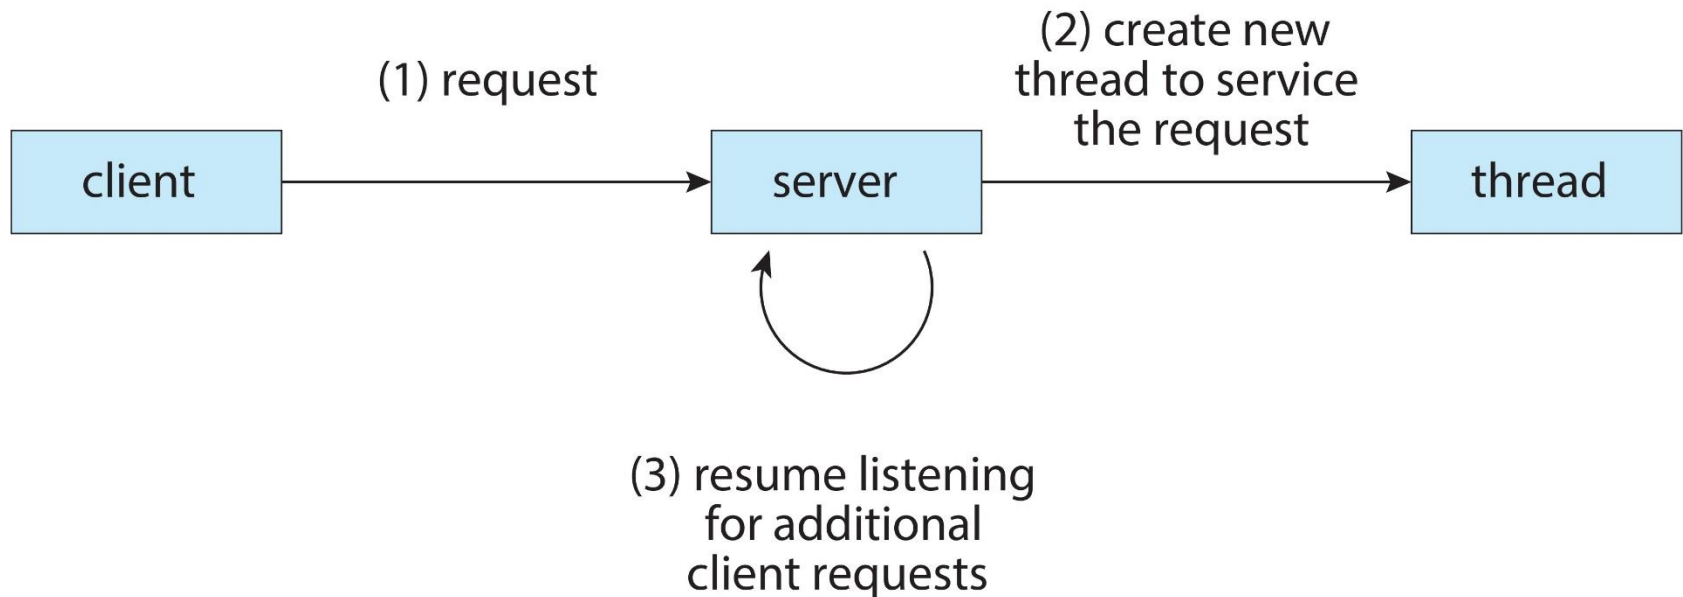 (1) request
(2) create new
thread to service
the request
client
server
thread
(3) resume listening
for additional
client requests